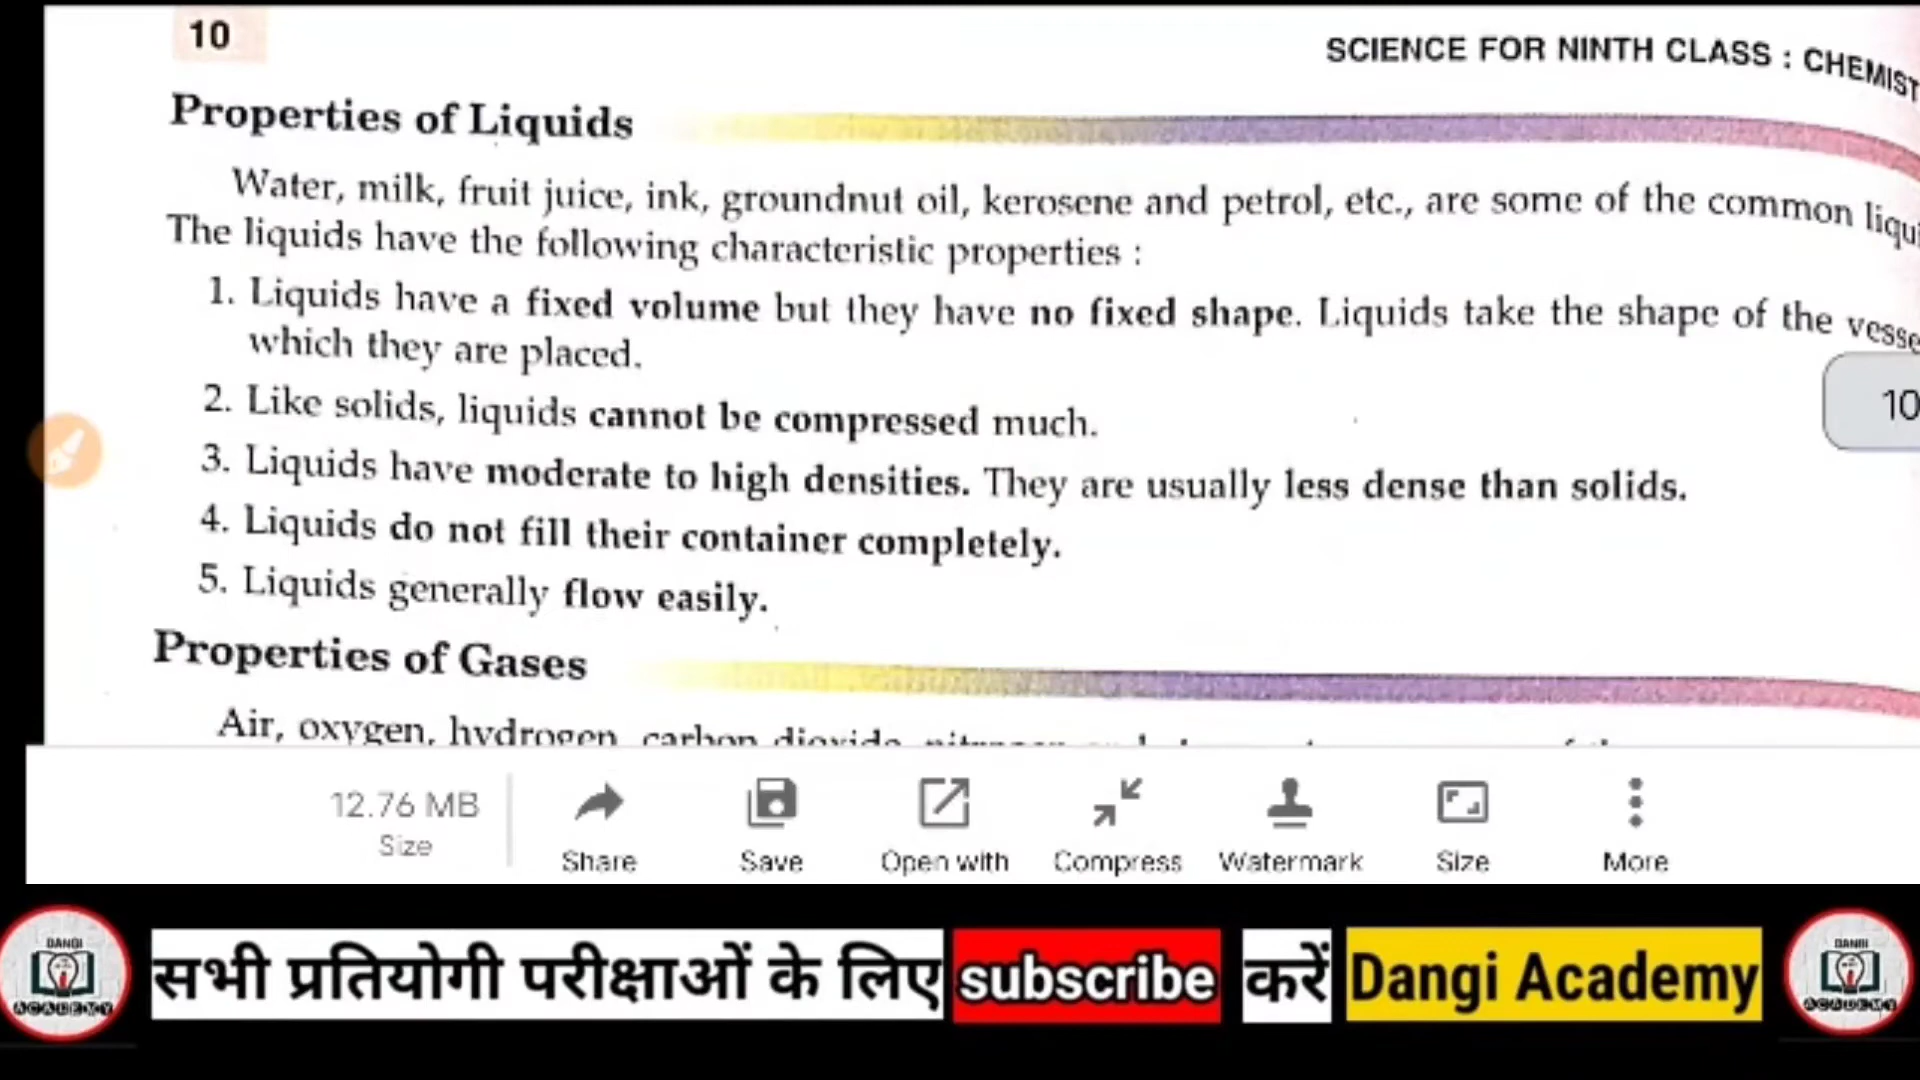 10
SCIENCE FOR NINTH CLASS : CHEMIST
Properties of Liquids
Water, milk, fruit juice, ink, groundnut oil, kerosene and petrol, etc., are some of the common liqui
The liquids have the following characteristic properties :
1. Liquids have a fixed volume but they have no fixed shape. Liquids take the shape of the vesse
which they are placed.
10
2. Like solids, liquids cannot be compressed much.
3. Liquids have moderate to high densities. They are usually less dense than solids.
4. Liquids do not fill their container completely.
5. Liquids generally flow easily.
Properties of Gases
Air, oxygen, hydrogen, carbon dioxide,
12.76 MB
Size
Share
Save
Open with
Compress
Watermark
Size
More
DANGI
ACADEMY
सभी प्रतियोगी परीक्षाओं के लिए subscribe करें Dangi Academy
DANGI
ACADEMY